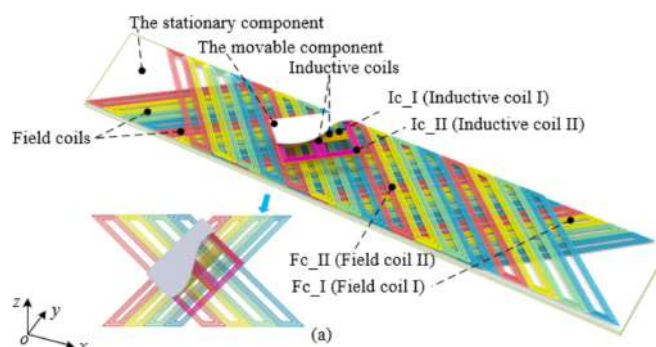 The stationary component
The movable component
Inductive coils
Ic_I (Inductive coil I)
Ic_II (Inductive coil II)
Field coils
Fc_II (Field coil II)
Fc_I (Field coil I)
z
y
o
x
(a)